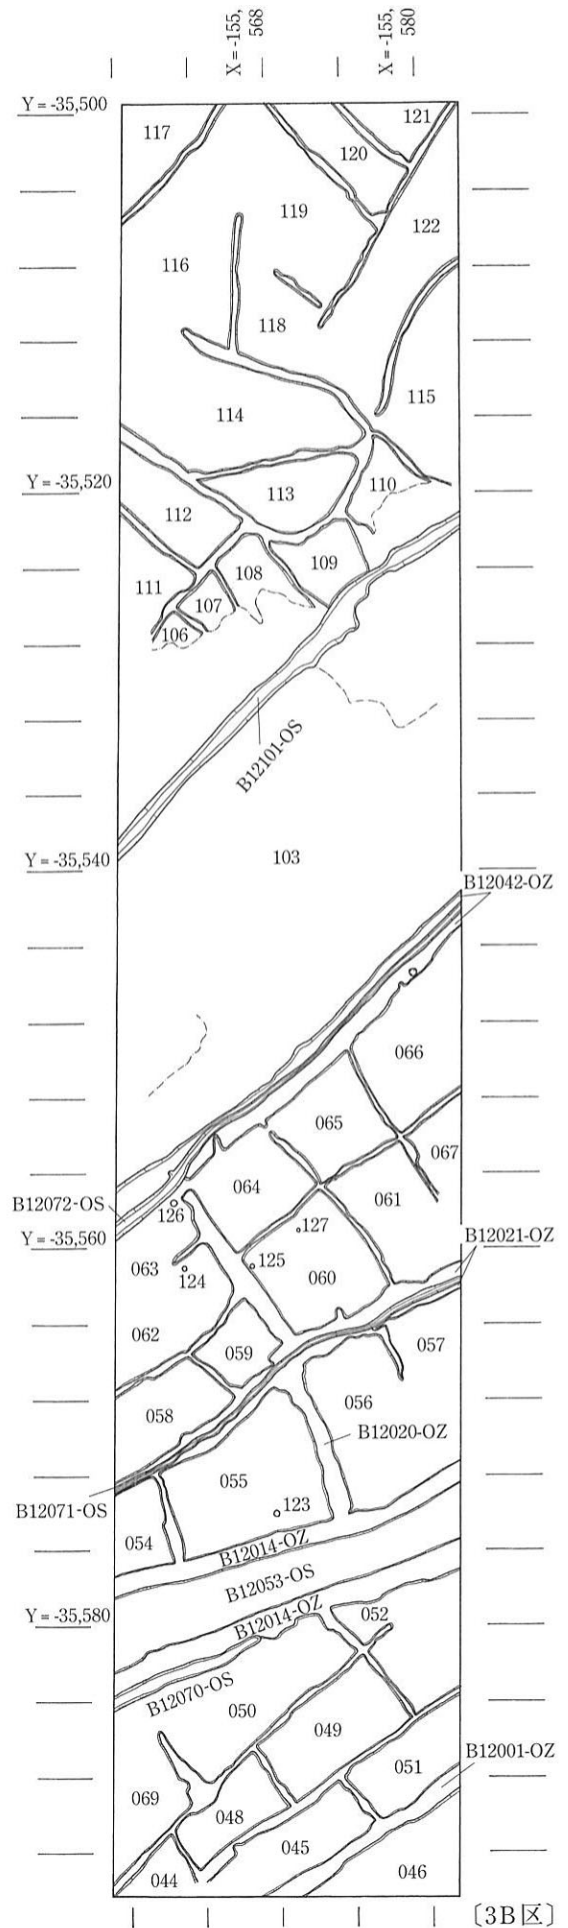 X = -155, 568
X = -155, 580
Y = -35,500
117
121
120
119
122
116
118
115
114
Y = -35,520
110
113
112
109
108
111
107
106
B12101-OS
Y = -35,540
103
B12042-OZ
066
065
067
064
061
B12072-OS
126
127
Y = -35,560
B12021-OZ
063
125
124
060
062
057
059
056
058
B12020-OZ
055
B12071-OS
123
054
B12014-OZ
B12053-OS
Y = -35,580
052
B12014-OZ
B12070-OS
050
049
B12001-OZ
051
069
048
045
044
046
〔3B区〕